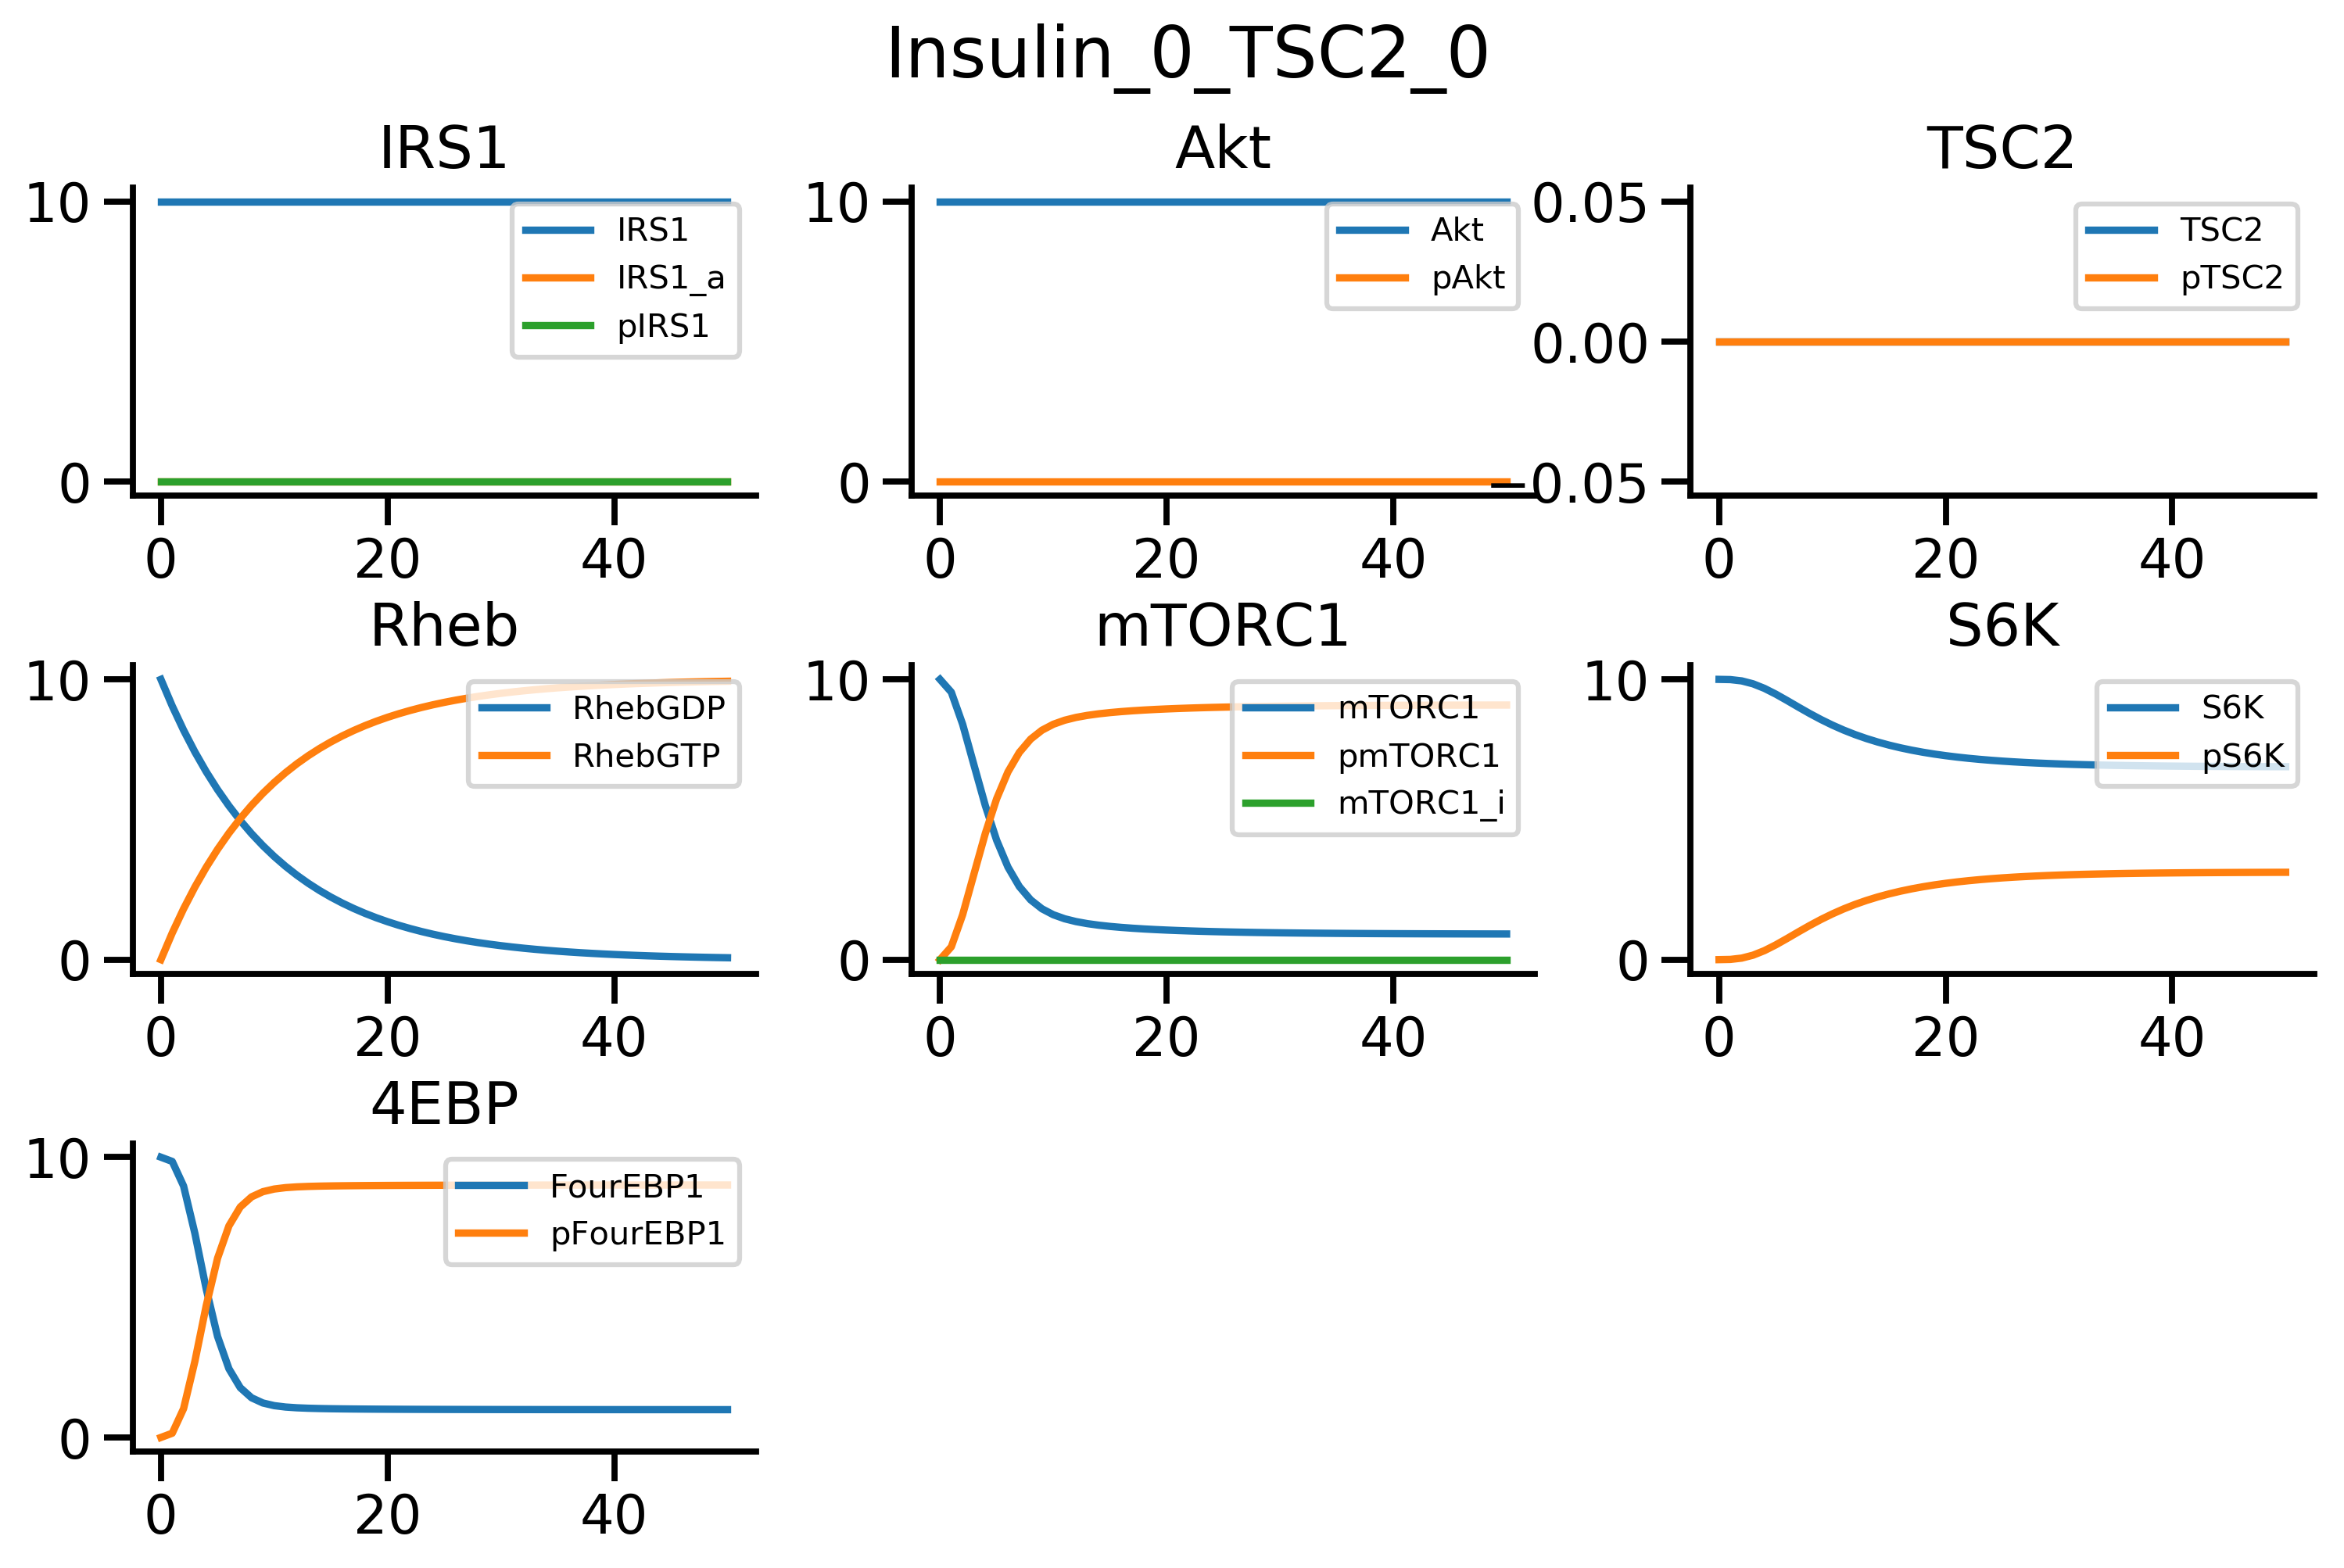 Insulin_0_TSC2_0
IRS1
10
0
0 20 40
IRS1
IRS1_a
pIRS1
Akt
10
0
0 20 40
Akt
pAkt
TSC2
0.05
0.00
−0.05
0 20 40
TSC2
pTSC2
Rheb
10
0
0 20 40
RhebGDP
RhebGTP
mTORC1
10
0
0 20 40
mTORC1
pmTORC1
mTORC1_i
S6K
10
0
0 20 40
S6K
pS6K
4EBP
10
0
0 20 40
FourEBP1
pFourEBP1